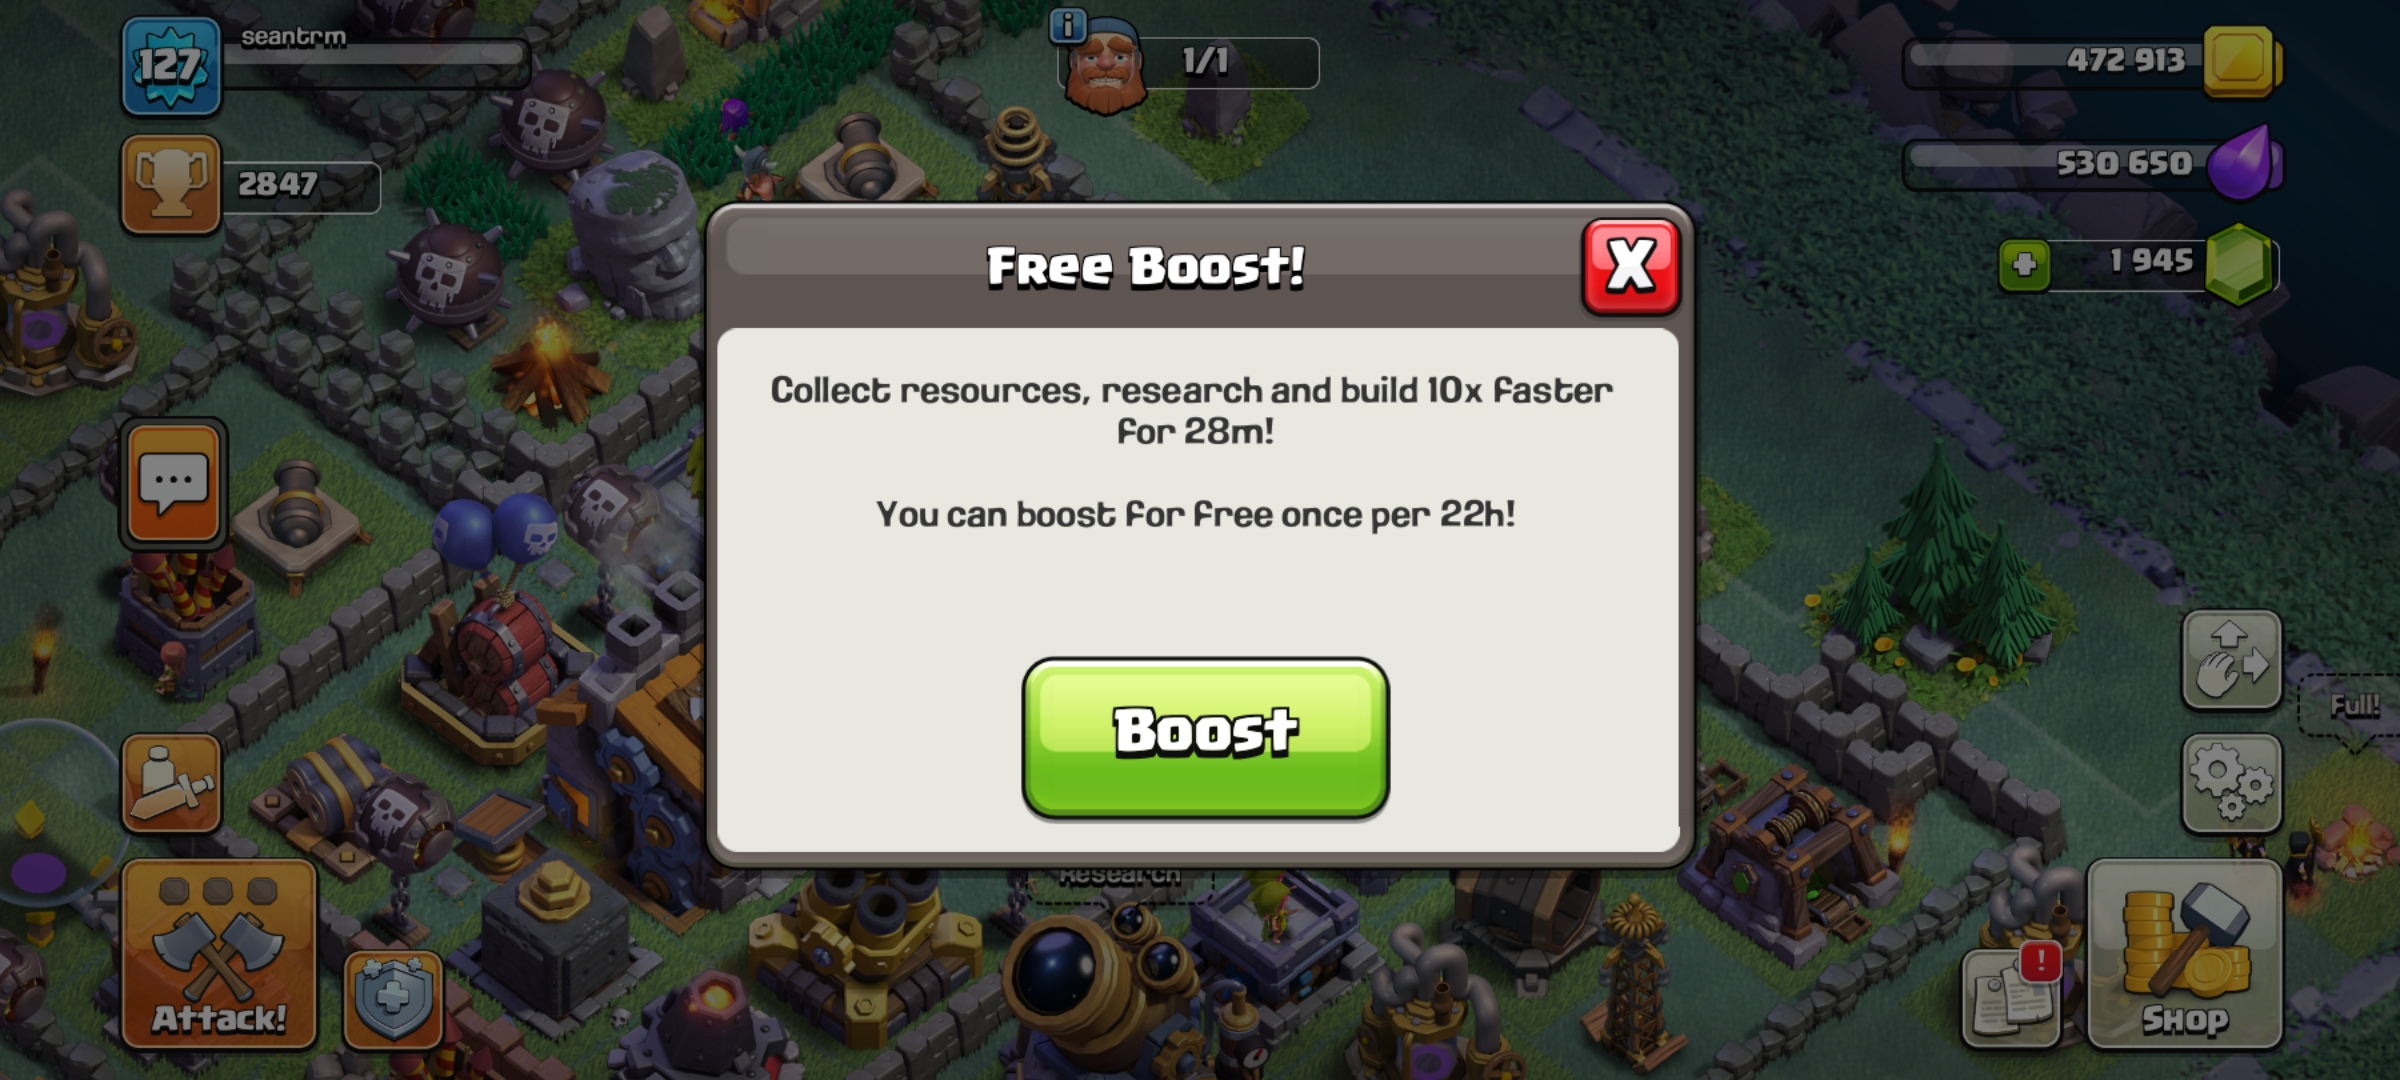 127
seantrm
i
1/1
472 913
2847
530 650
1 945
Free Boost!
X
Collect resources, research and build 10x faster
for 28m!
You can boost for free once per 22h!
Full!
Boost
Research
!
Attack!
Shop